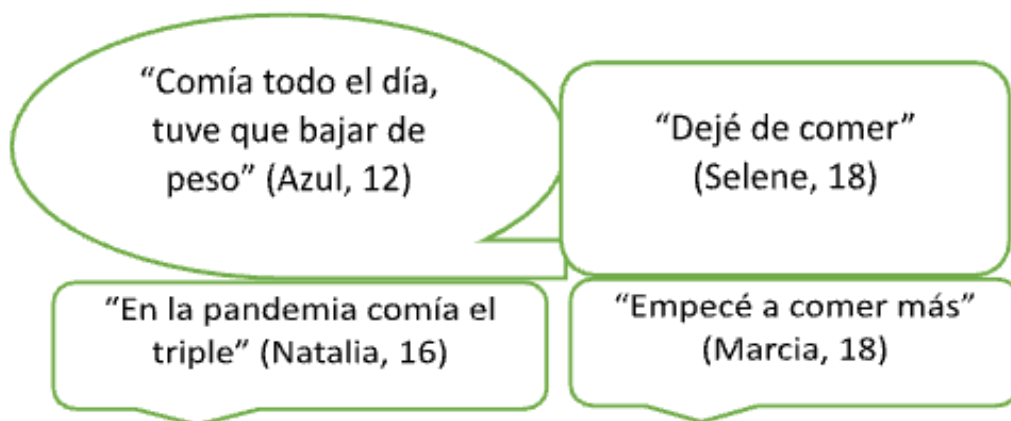 “Comía todo el día,
tuve que bajar de
peso” (Azul, 12)
“Dejé de comer”
(Selene, 18)
“En la pandemia comía el
triple” (Natalia, 16)
“Empecé a comer más”
(Marcia, 18)